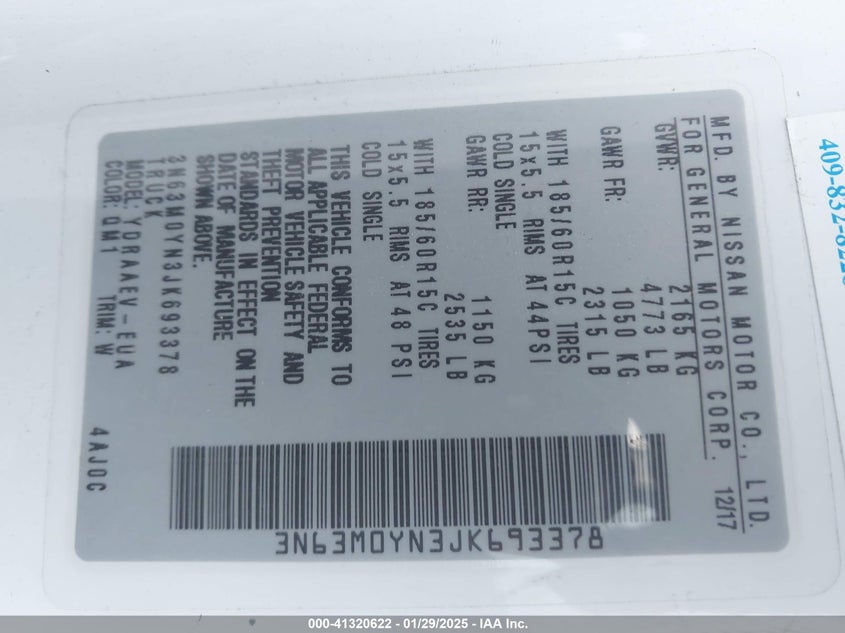 MFD. BY NISSAN MOTOR CO., LTD.
FOR GENERAL MOTORS CORP. 12/17
GVWR: 2165 KG
4773 LB
GAWR FR: 1050 KG
2315 LB
WITH 185/60R15C TIRES
15x5.5 RIMS AT 44PSI
COLD SINGLE
GAWR RR: 1150 KG
2535 LB
WITH 185/60R15C TIRES
15x5.5 RIMS AT 48 PSI
COLD SINGLE
THIS VEHICLE CONFORMS TO
ALL APPLICABLE FEDERAL
MOTOR VEHICLE SAFETY AND
THEFT PREVENTION
STANDARDS IN EFFECT ON THE
DATE OF MANUFACTURE
SHOWN ABOVE.
3N63M0YN3JK693378
TRUCK
MODEL: YDRAAEV-EUA
COLOR: QM1 TRIM: W 4AJ0C
3N63M0YN3JK693378
000-41320622 - 01/29/2025 - IAA Inc.